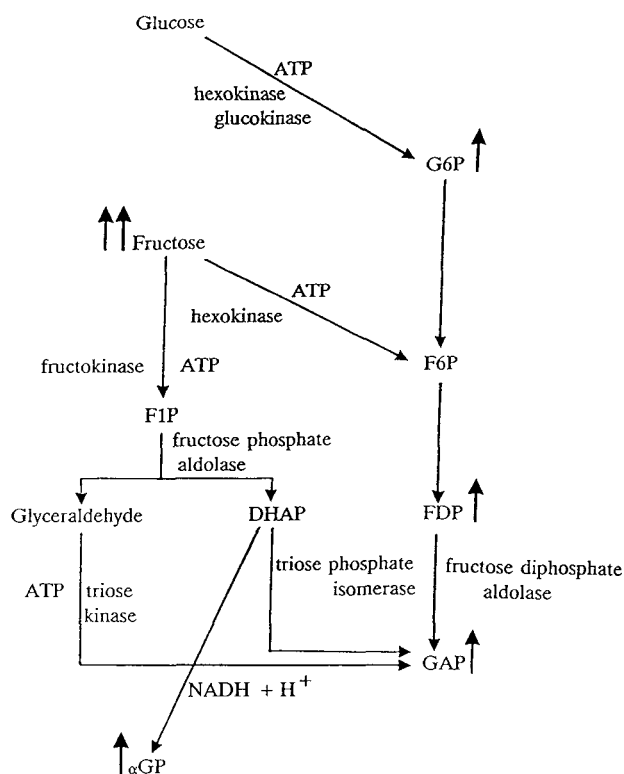 Glucose
ATP
hexokinase
glucokinase
G6P
Fructose
ATP
hexokinase
fructokinase
ATP
F6P
F1P
fructose phosphate
aldolase
Glyceraldehyde
DHAP
FDP
ATP
triose
kinase
triose phosphate
isomerase
fructose diphosphate
aldolase
GAP
NADH + H+
αGP